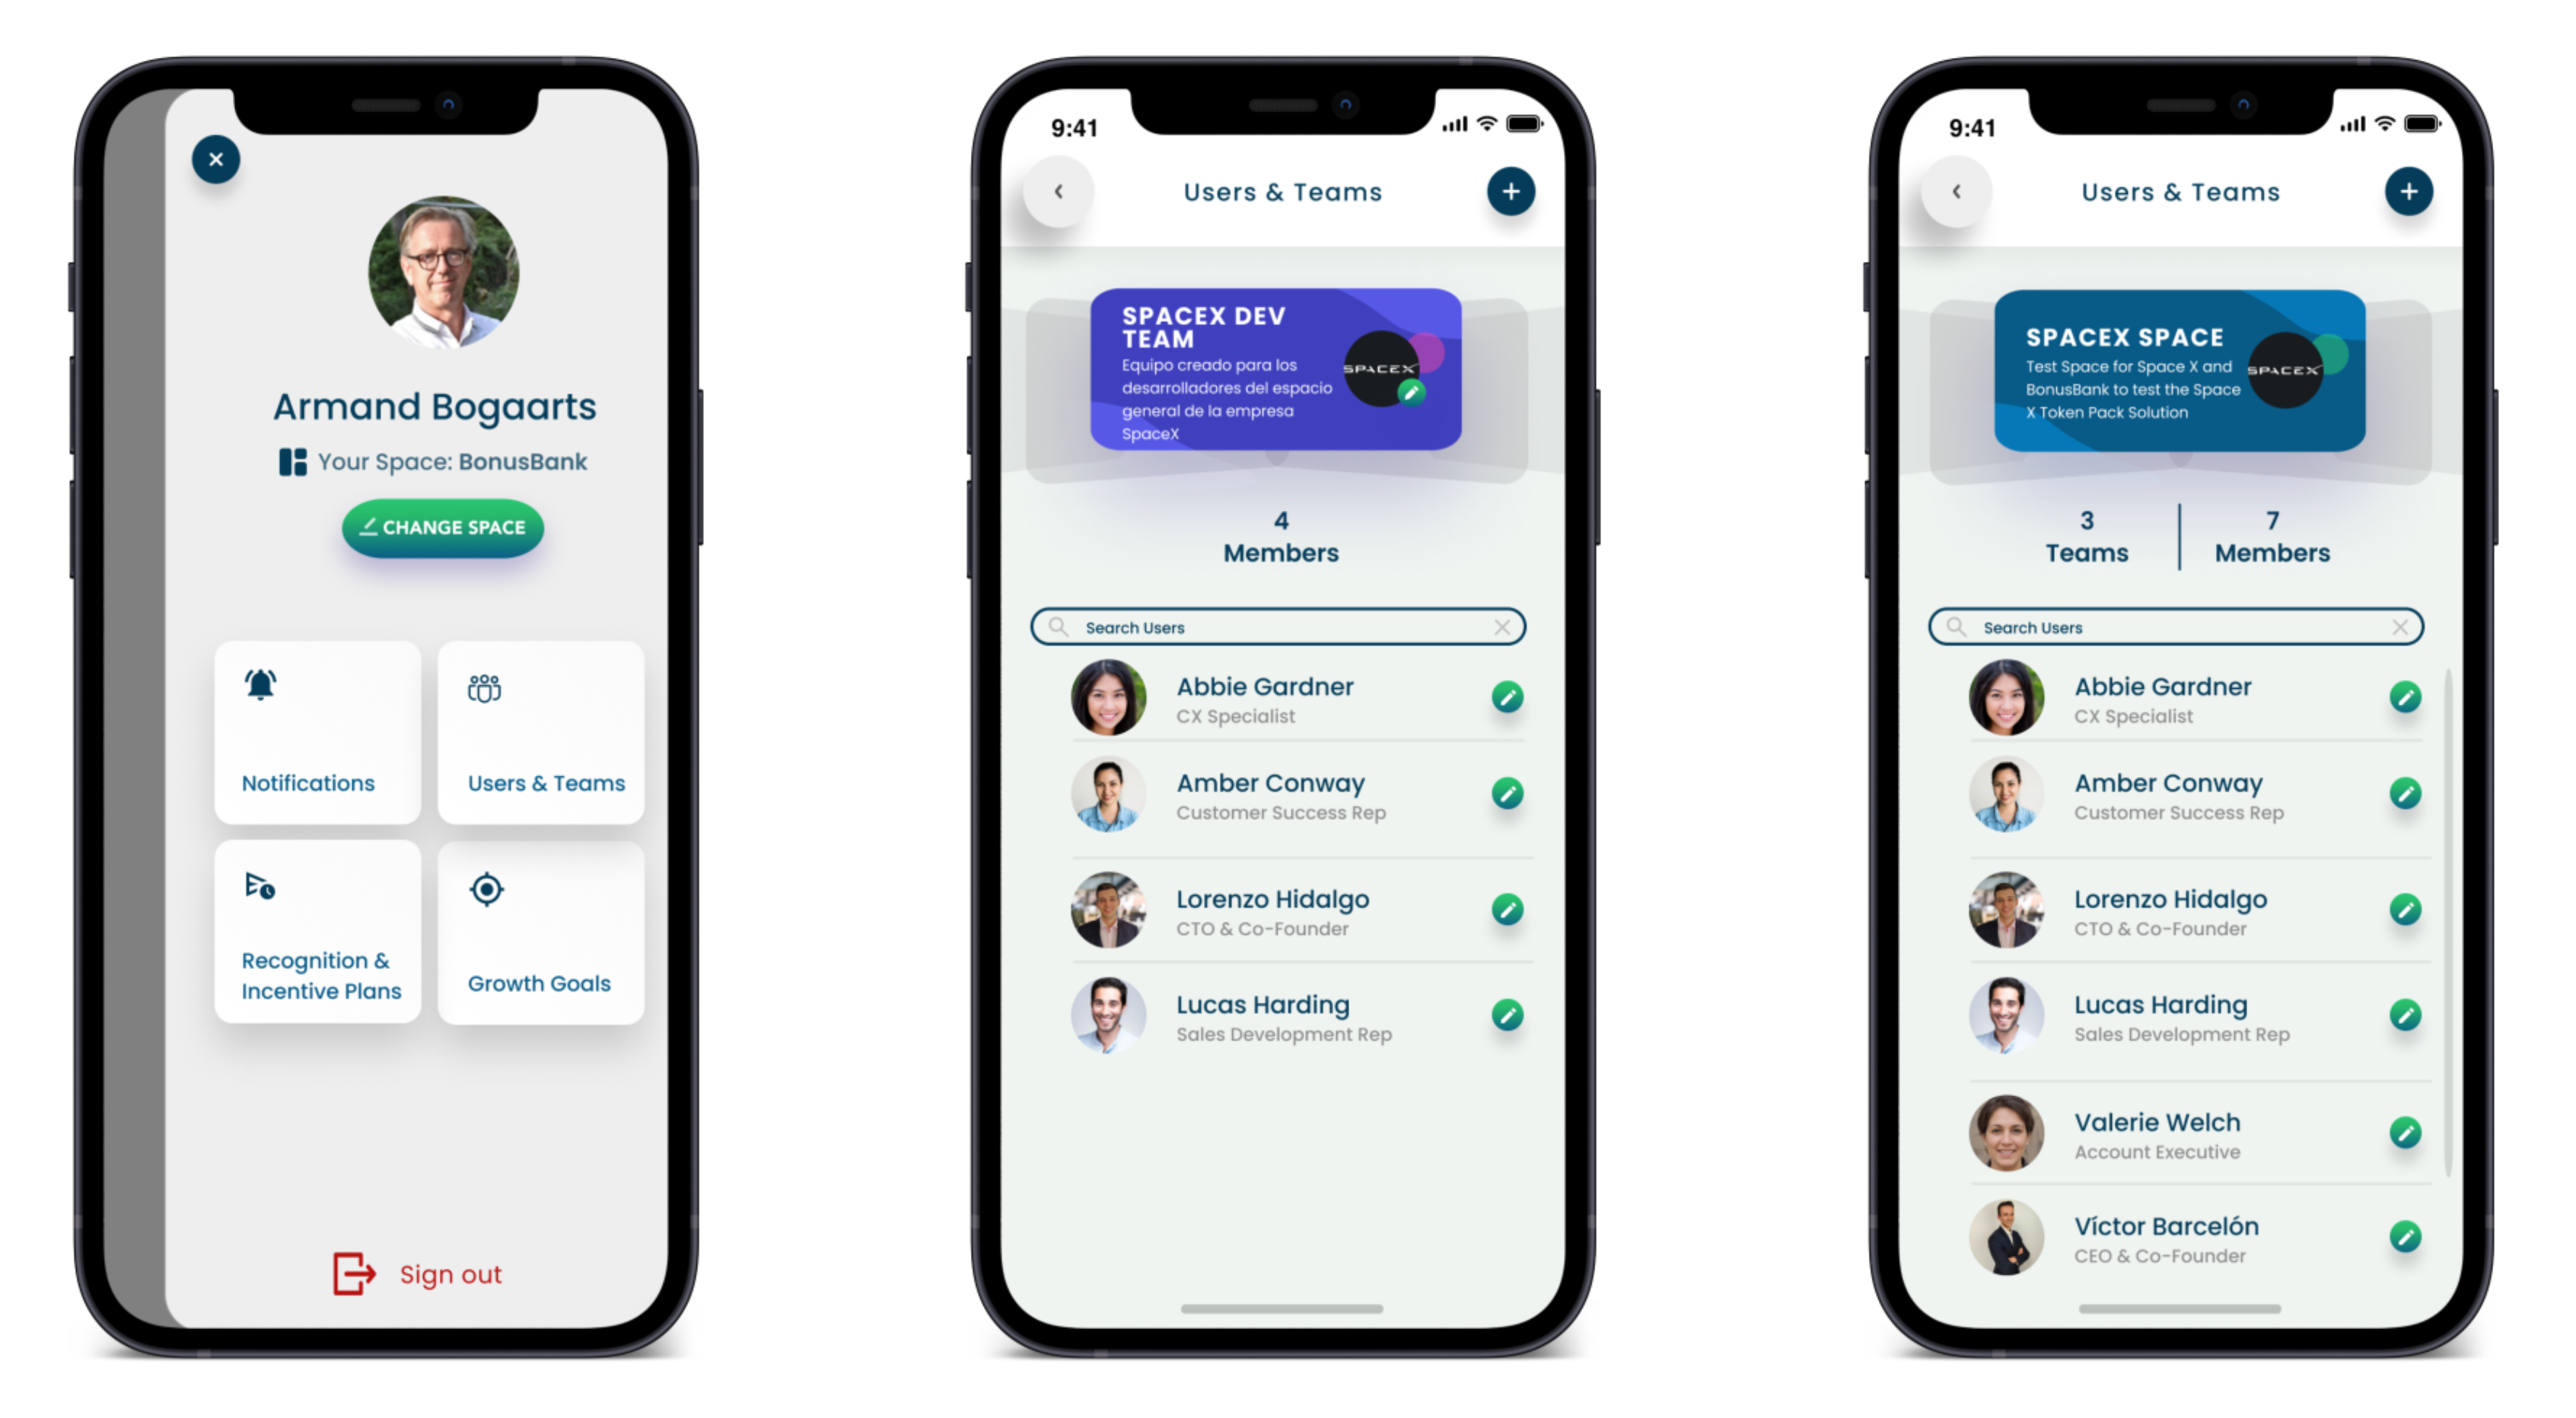 Armand Bogaarts
Your Space: BonusBank
CHANGE SPACE
Notifications
Users & Teams
Recognition &
Incentive Plans
Growth Goals
Sign out
9:41
Users & Teams
SPACEX DEV
TEAM
Equipo creado para los
desarrolladores del espacio
general de la empresa
SpaceX
SPACEX
4
Members
Search Users
Abbie Gardner
CX Specialist
Amber Conway
Customer Success Rep
Lorenzo Hidalgo
CTO & Co-Founder
Lucas Harding
Sales Development Rep
9:41
Users & Teams
SPACEX SPACE
Test Space for Space X and
BonusBank to test the Space
X Token Pack Solution
SPACEX
3
Teams
7
Members
Search Users
Abbie Gardner
CX Specialist
Amber Conway
Customer Success Rep
Lorenzo Hidalgo
CTO & Co-Founder
Lucas Harding
Sales Development Rep
Valerie Welch
Account Executive
Víctor Barcelón
CEO & Co-Founder